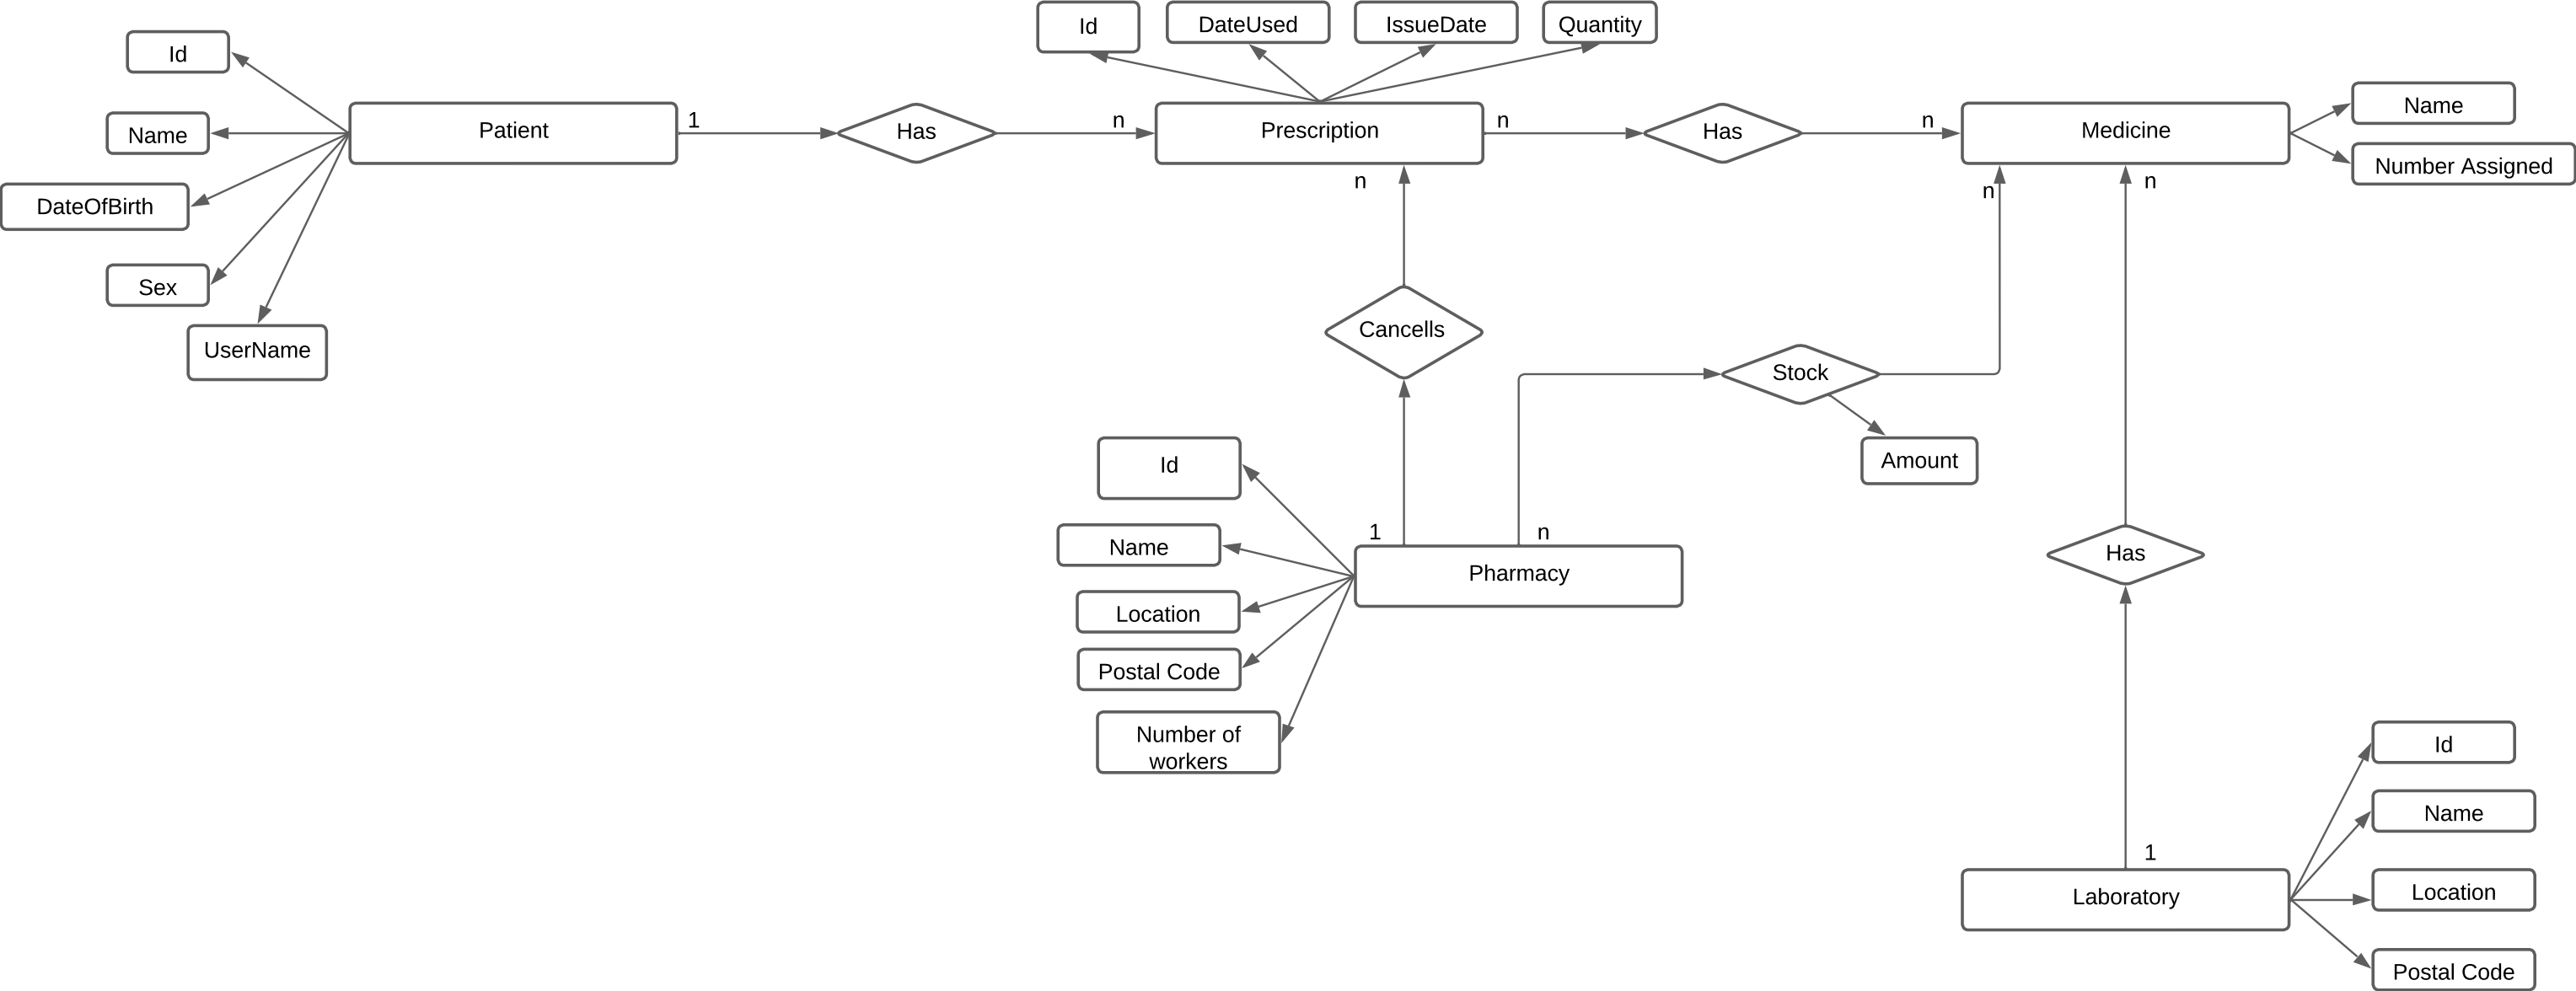 Id
DateUsed
IssueDate
Quantity
Id
Name
DateOfBirth
Sex
UserName
Patient
1
Has
n
Prescription
n
Has
n
Medicine
Name
Number Assigned
n
n
n
Cancells
Stock
Amount
Id
Name
Location
Postal Code
Number of
workers
1
n
Pharmacy
Has
1
Laboratory
Id
Name
Location
Postal Code